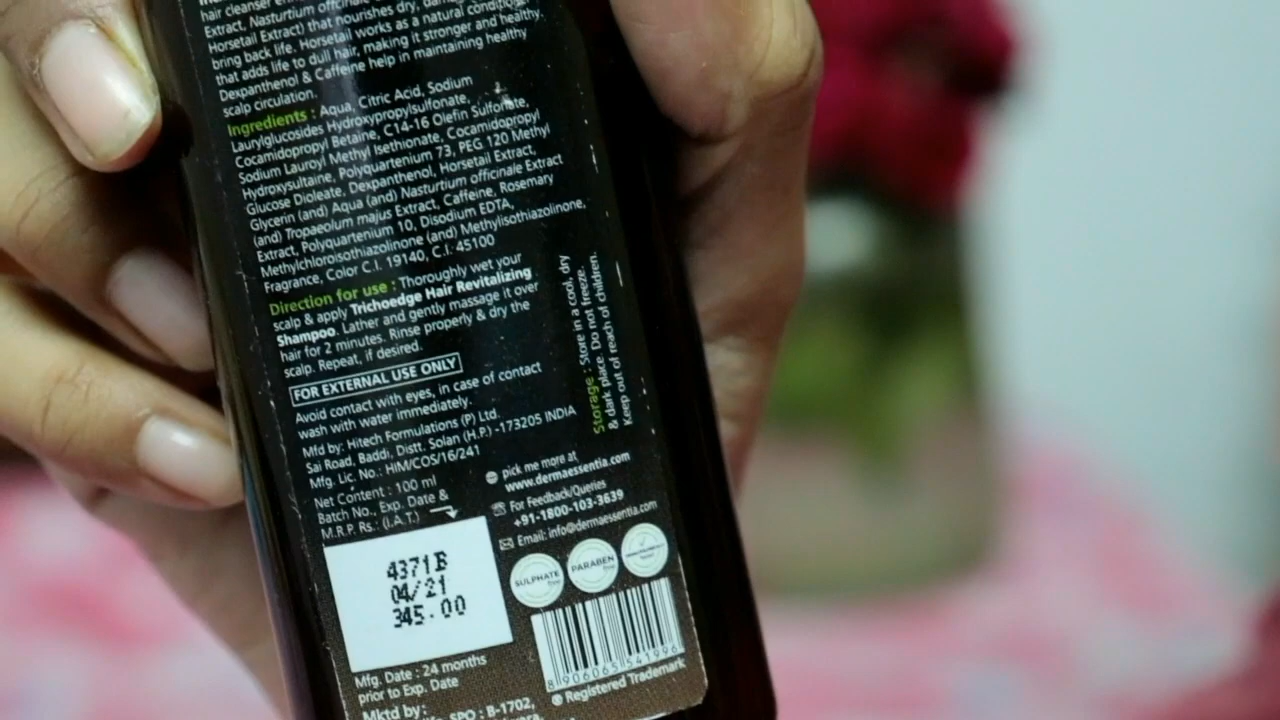 hair cleanser
Extract, Nasturtium
Horsetail Extract) that nourishes dry,
bring back life. Horsetail works as a natural conditioner,
that adds life to dull hair, making it stronger and healthy.
Dexpanthenol & Caffeine help in maintaining healthy
scalp circulation.
Ingredients : Aqua, Citric Acid, Sodium
Laurylglucosides Hydroxypropylsulfonate,
Cocamidopropyl Betaine, C14-16 Olefin Sulfonate,
Sodium Lauroyl Methyl Isethionate, Cocamidopropyl
Hydroxysultaine, Polyquartenium 73, PEG 120 Methyl
Glucose Dioleate, Dexpanthenol, Horsetail Extract,
Glycerin (and) Aqua (and) Nasturtium officinale Extract
(and) Tropaeolum majus Extract, Caffeine, Rosemary
Extract, Polyquartenium 10, Disodium EDTA,
Methylchloroisothiazolinone (and) Methylisothiazolinone,
Fragrance, Color C.I. 19140, C.I. 45100
Direction for use : Thoroughly wet your
scalp & apply Trichoedge Hair Revitalizing
Shampoo. Lather and gently massage it over
hair for 2 minutes. Rinse properly & dry the
scalp. Repeat, if desired.
FOR EXTERNAL USE ONLY
Avoid contact with eyes, in case of contact
wash with water immediately.
Mfd by: Hitech Formulations (P) Ltd.
Sai Road, Baddi, Distt. Solan (H.P.) -173205 INDIA
Mfg. Lic. No.: HIM/COS/16/241
Net Content : 100 ml
Batch No., Exp. Date &
M.R.P. Rs.: (I.A.T.)
4371B
04/21
345.00
Mfg. Date : 24 months
prior to Exp. Date
Mktd by:
SPO : B-1702,
Storage : Store in a cool, dry
& dark place. Do not freeze.
Keep out of reach of children.
pick me more at
www.dermaessentia.com
For Feedback/Queries
+91-1800-103-3639
Email: info@dermaessentia.com
SULPHATE
free
PARABEN
free
8 906065 541996
® Registered Trademark